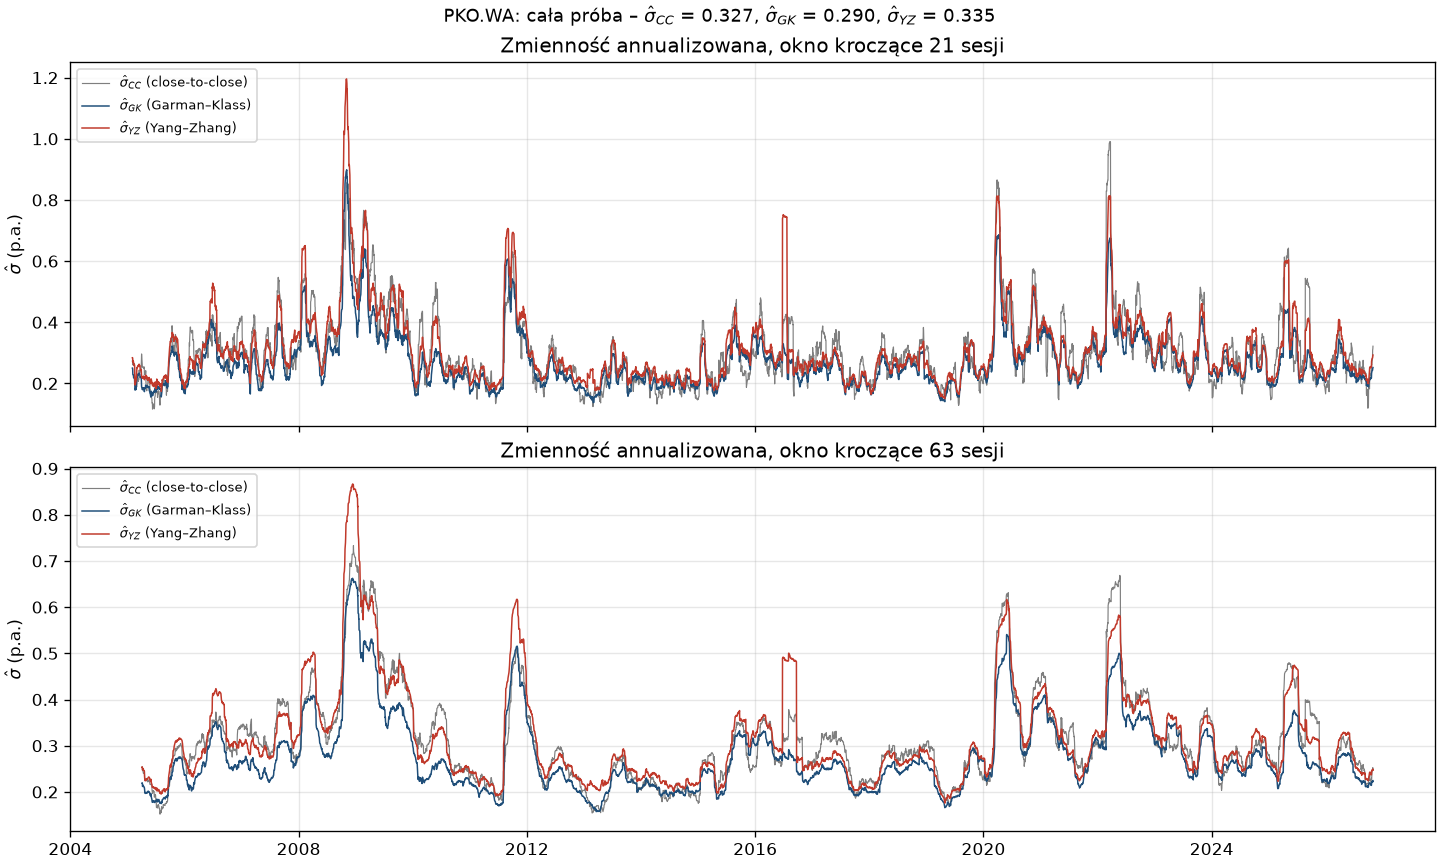 PKO.WA: cała próba – σ̂_CC = 0.327, σ̂_GK = 0.290, σ̂_YZ = 0.335
Zmienność annualizowana, okno kroczące 21 sesji
σ̂_CC (close-to-close)
σ̂_GK (Garman–Klass)
σ̂_YZ (Yang–Zhang)
σ̂ (p.a.)
1.2
1.0
0.8
0.6
0.4
0.2
Zmienność annualizowana, okno kroczące 63 sesji
σ̂_CC (close-to-close)
σ̂_GK (Garman–Klass)
σ̂_YZ (Yang–Zhang)
σ̂ (p.a.)
0.9
0.8
0.7
0.6
0.5
0.4
0.3
0.2
2004 2008 2012 2016 2020 2024